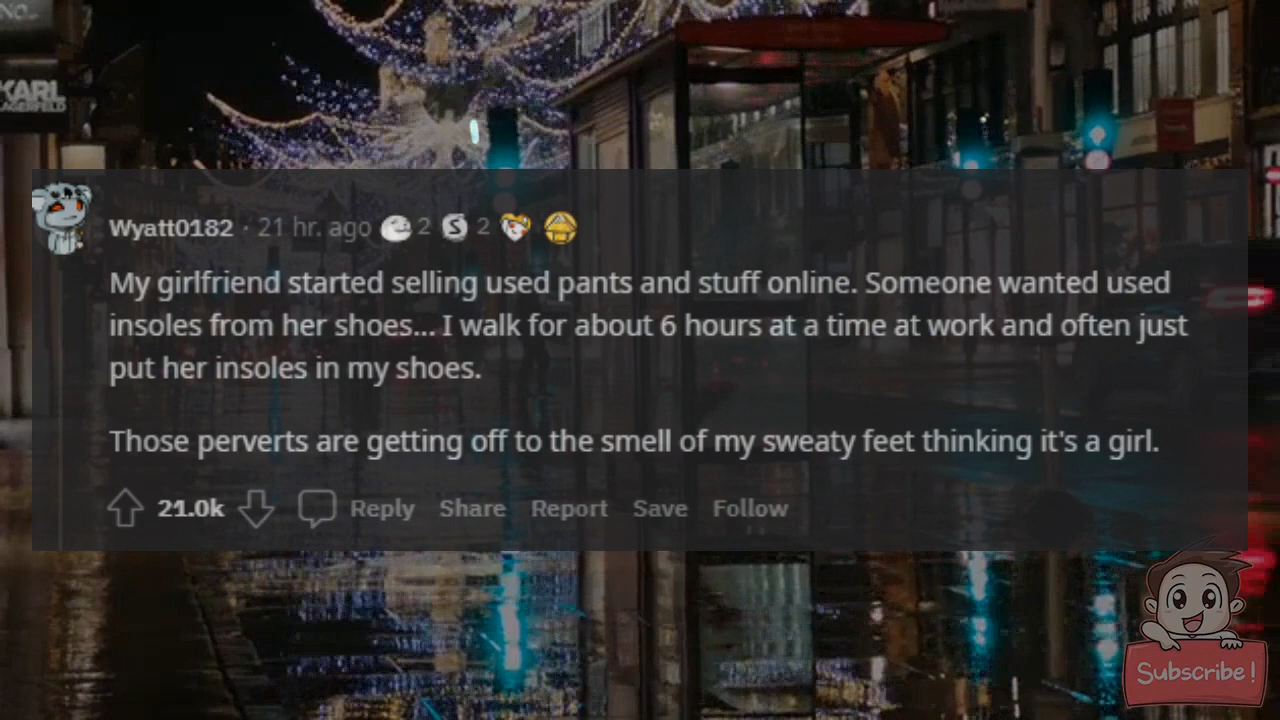 NO..
KARL
LAGERFELD
Wyatt0182 · 21 hr. ago 2 2
My girlfriend started selling used pants and stuff online. Someone wanted used
insoles from her shoes... I walk for about 6 hours at a time at work and often just
put her insoles in my shoes.
Those perverts are getting off to the smell of my sweaty feet thinking it's a girl.
21.0k Reply Share Report Save Follow
Subscribe!